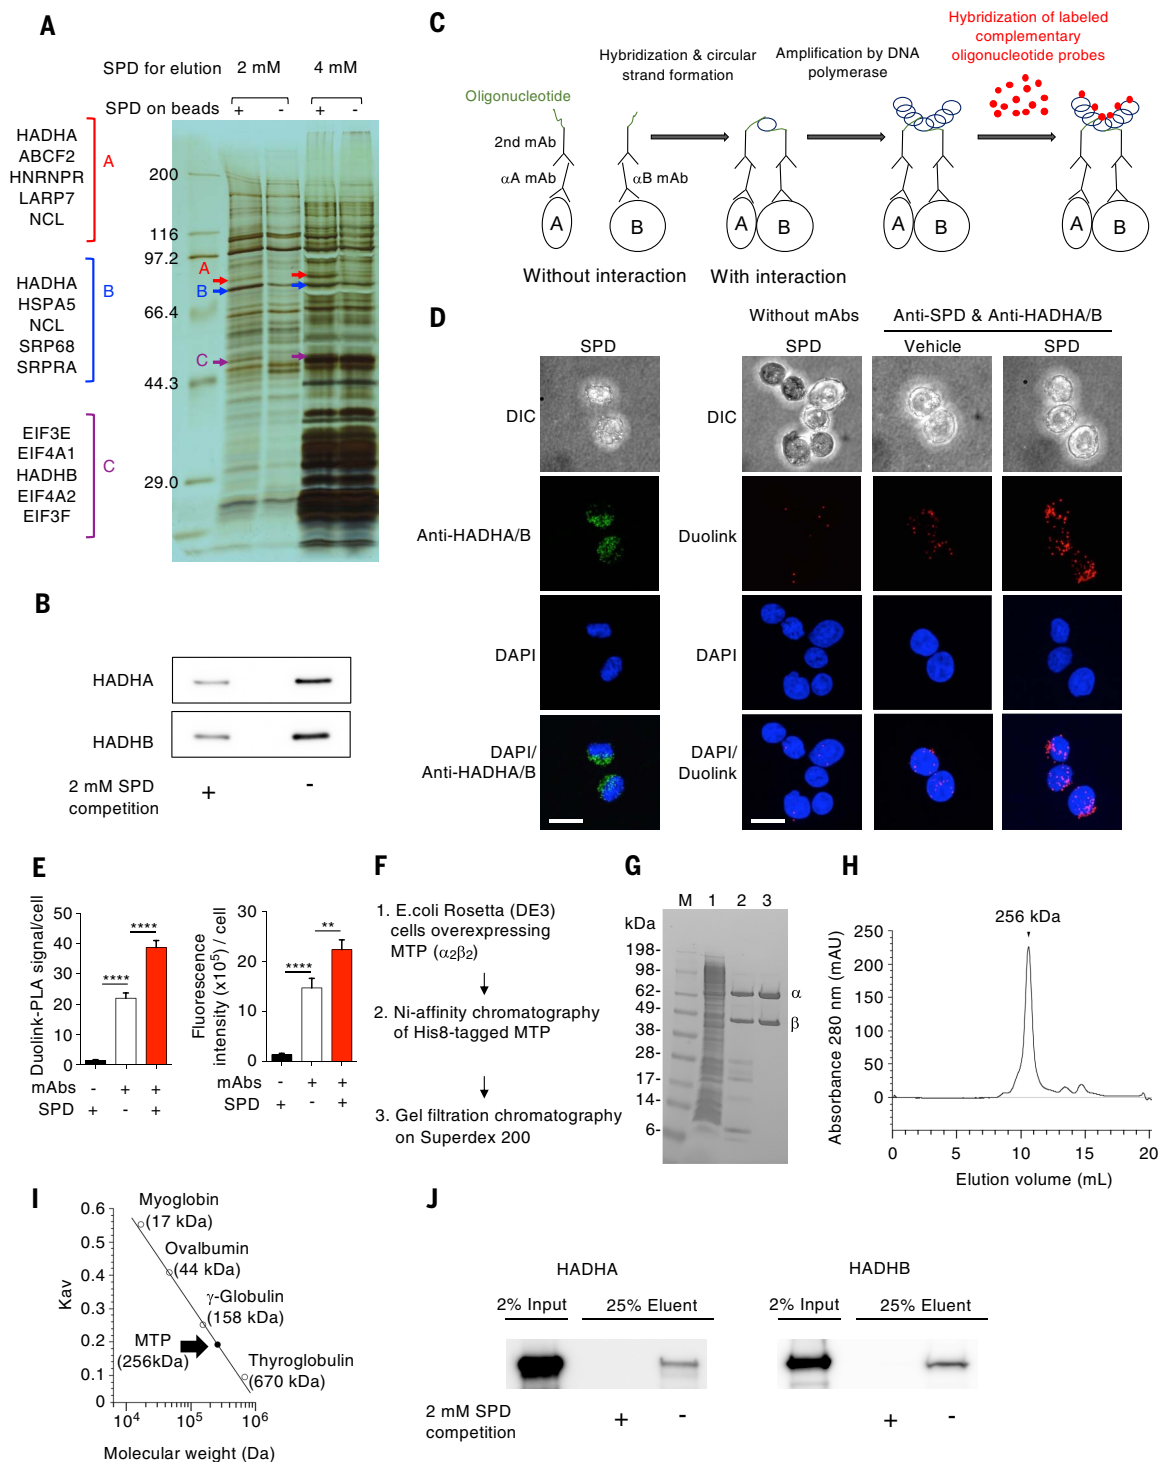 A
SPD for elution 2 mM 4 mM
SPD on beads + - + -
HADHA
ABCF2
HNRNPR
LARP7
NCL
A
HADHA
HSPA5
NCL
SRP68
SRPRA
B
EIF3E
EIF4A1
HADHB
EIF4A2
EIF3F
C
200
116
97.2
66.4
44.3
29.0
A
B
C
B
HADHA
HADHB
2 mM SPD
competition
+ -
C
Oligonucleotide
2nd mAb
αA mAb
αB mAb
Hybridization & circular
strand formation
Amplification by DNA
polymerase
Hybridization of labeled
complementary
oligonucleotide probes
A B A B A B A B
Without interaction With interaction
D
SPD
Without mAbs
SPD
Anti-SPD & Anti-HADHA/B
Vehicle SPD
DIC DIC
Anti-HADHA/B Duolink
DAPI DAPI
DAPI/
Anti-HADHA/B
DAPI/
Duolink
E
Duolink-PLA signal/cell
50
40
30
20
10
0
**** ****
mAbs - + +
SPD + - +
Fluorescence
intensity (x10⁵) / cell
30
20
10
0
**** **
mAbs - + +
SPD + - +
F
1. E.coli Rosetta (DE3)
cells overexpressing
MTP (α₂β₂)
2. Ni-affinity chromatography
of His8-tagged MTP
3. Gel filtration chromatography
on Superdex 200
G
M 1 2 3
kDa
198-
98-
62-
49-
38-
28-
17-
14-
6-
α
β
H
256 kDa
Absorbance 280 nm (mAU)
250
200
150
100
50
0
0 5 10 15 20
Elution volume (mL)
I
Kav
0.6
0.5
0.4
0.3
0.2
0.1
0
Myoglobin
(17 kDa)
Ovalbumin
(44 kDa)
γ-Globulin
(158 kDa)
MTP
(256kDa)
Thyroglobulin
(670 kDa)
10⁴ 10⁵ 10⁶
Molecular weight (Da)
J
HADHA HADHB
2% Input 25% Eluent 2% Input 25% Eluent
2 mM SPD
competition
+ - + -